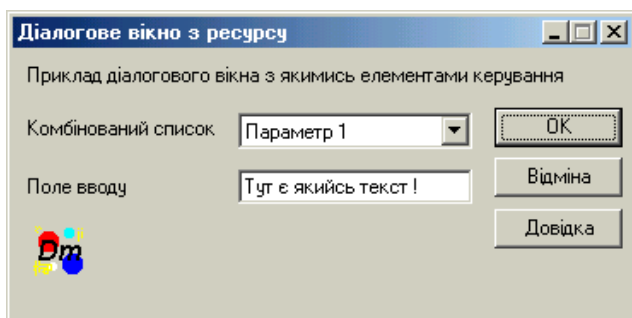 Діалогове вікно з ресурсу
Приклад діалогового вікна з якимись елементами керування
Комбінований список Параметр 1 OK
Поле вводу Тут є якийсь текст ! Відміна
Довідка
Dm